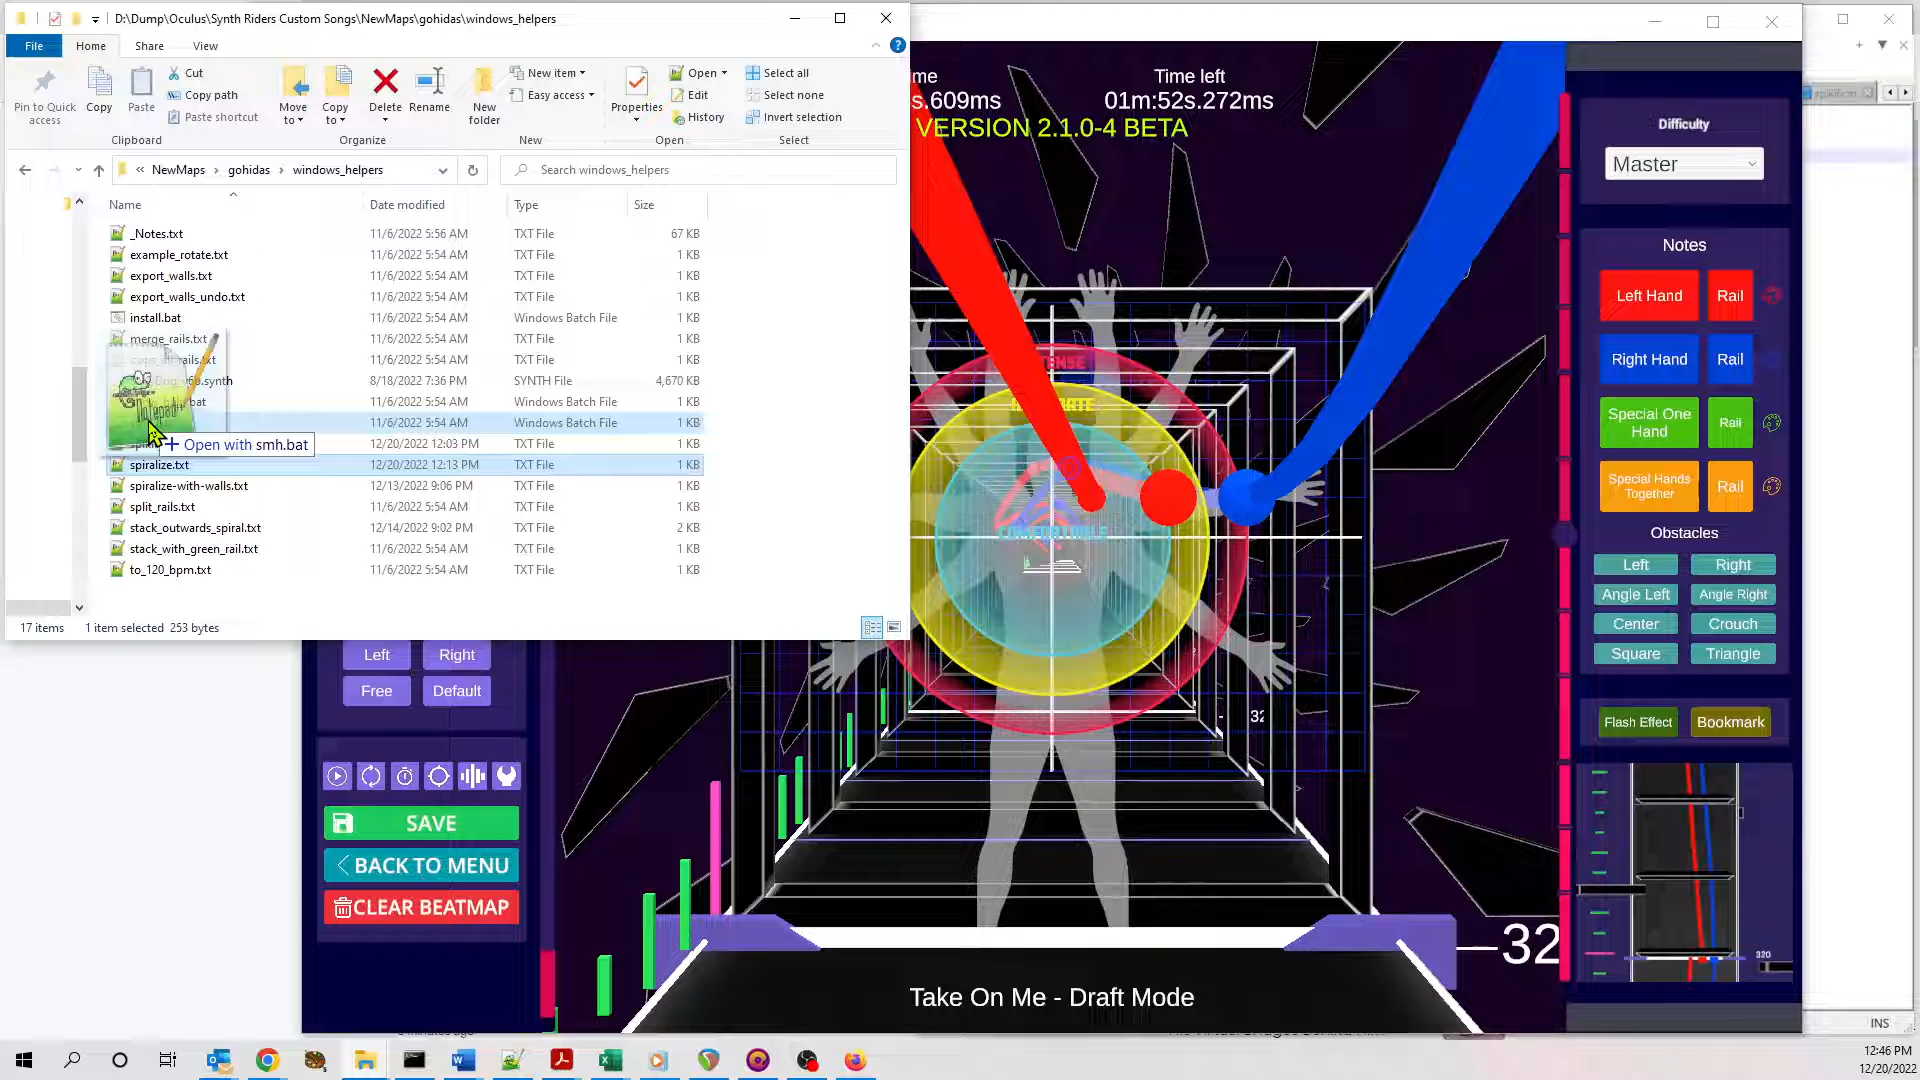 D:\Dump\Oculus\Synth Riders Custom Songs\NewMaps\gohidas\windows_helpers
File
Home
Share
View
Pin to Quick access
Copy
Paste
Cut
Copy path
Paste shortcut
Move to
Copy to
Delete
Rename
New folder
New item
Easy access
Properties
Open
Edit
History
Select all
Select none
Invert selection
Clipboard
Organize
New
Open
Select
NewMaps
gohidas
windows_helpers
Search windows_helpers
Name
Date modified
Type
Size
_Notes.txt 11/6/2022 5:56 AM TXT File 67 KB
example_rotate.txt 11/6/2022 5:54 AM TXT File 1 KB
export_walls.txt 11/6/2022 5:54 AM TXT File 1 KB
export_walls_undo.txt 11/6/2022 5:54 AM TXT File 1 KB
install.bat 11/6/2022 5:54 AM Windows Batch File 1 KB
merge_rails.txt 11/6/2022 5:54 AM TXT File 1 KB
11/6/2022 5:54 AM TXT File 1 KB
8/18/2022 7:36 PM SYNTH File 4,670 KB
11/6/2022 5:54 AM Windows Batch File 1 KB
11/6/2022 5:54 AM Windows Batch File 1 KB
12/20/2022 12:03 PM TXT File 1 KB
Open with smh.bat
spiralize.txt 12/20/2022 12:13 PM TXT File 1 KB
spiralize-with-walls.txt 12/13/2022 9:06 PM TXT File 1 KB
split_rails.txt 11/6/2022 5:54 AM TXT File 1 KB
stack_outwards_spiral.txt 12/14/2022 9:02 PM TXT File 2 KB
stack_with_green_rail.txt 11/6/2022 5:54 AM TXT File 1 KB
to_120_bpm.txt 11/6/2022 5:54 AM TXT File 1 KB
17 items
1 item selected 253 bytes
Time left
s.609ms
01m:52s.272ms
VERSION 2.1.0-4 BETA
COMFORTABLE
Difficulty
Master
Notes
Left Hand
Rail
Right Hand
Rail
Special One Hand
Rail
Special Hands Together
Rail
Obstacles
Left
Right
Angle Left
Angle Right
Center
Crouch
Square
Triangle
Flash Effect
Bookmark
320
Left
Right
Free
Default
SAVE
BACK TO MENU
CLEAR BEATMAP
32
Take On Me - Draft Mode
INS
12:46 PM
12/20/2022